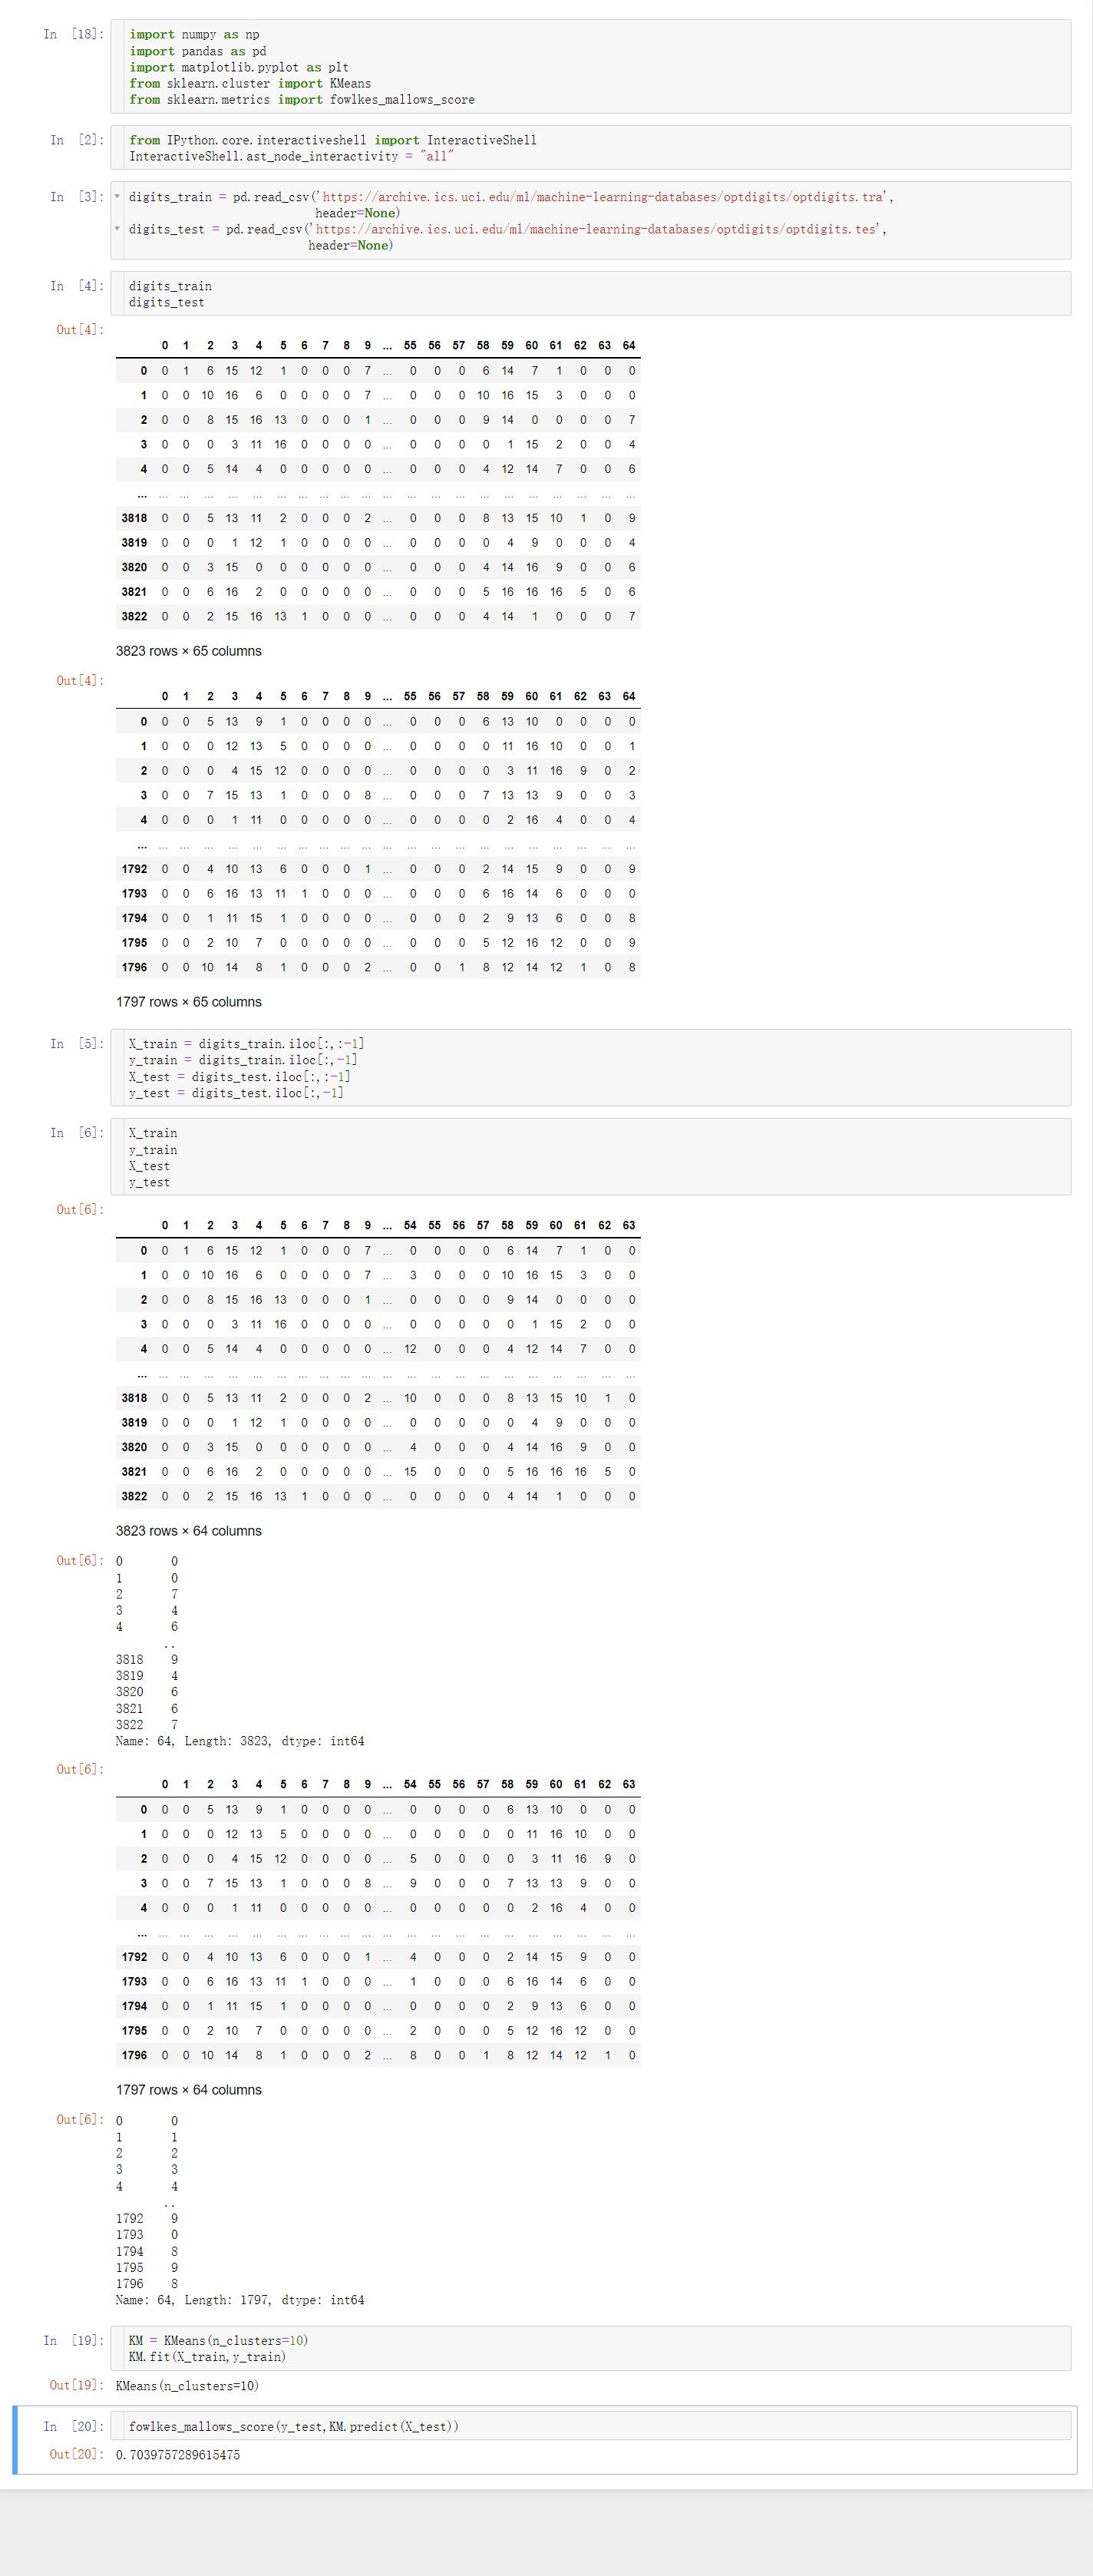 In [18]: import numpy as np
import pandas as pd
import matplotlib.pyplot as plt
from sklearn.cluster import KMeans
from sklearn.metrics import fowlkes_mallows_score
In [2]: from IPython.core.interactiveshell import InteractiveShell
InteractiveShell.ast_node_interactivity = "all"
In [3]: digits_train = pd.read_csv('https://archive.ics.uci.edu/ml/machine-learning-databases/optdigits/optdigits.tra',
header=None)
digits_test = pd.read_csv('https://archive.ics.uci.edu/ml/machine-learning-databases/optdigits/optdigits.tes',
header=None)
In [4]: digits_train
digits_test
Out[4]:
0 1 2 3 4 5 6 7 8 9 ... 55 56 57 58 59 60 61 62 63 64
0 0 1 6 15 12 1 0 0 0 7 ... 0 0 0 6 14 7 1 0 0 0
1 0 0 10 16 6 0 0 0 0 7 ... 0 0 0 10 16 15 3 0 0 0
2 0 0 8 15 16 13 0 0 0 1 ... 0 0 0 9 14 0 0 0 0 7
3 0 0 0 3 11 16 0 0 0 0 ... 0 0 0 0 1 15 2 0 0 4
4 0 0 5 14 4 0 0 0 0 0 ... 0 0 0 4 12 14 7 0 0 6
... ... ... ... ... ... ... ... ... ... ... ... ... ... ... ... ... ... ... ... ... ...
3818 0 0 5 13 11 2 0 0 0 2 ... 0 0 0 8 13 15 10 1 0 9
3819 0 0 0 1 12 1 0 0 0 0 ... 0 0 0 0 4 9 0 0 0 4
3820 0 0 3 15 0 0 0 0 0 0 ... 0 0 0 4 14 16 9 0 0 6
3821 0 0 6 16 2 0 0 0 0 0 ... 0 0 0 5 16 16 16 5 0 6
3822 0 0 2 15 16 13 1 0 0 0 ... 0 0 0 4 14 1 0 0 0 7
3823 rows × 65 columns
Out[4]:
0 1 2 3 4 5 6 7 8 9 ... 55 56 57 58 59 60 61 62 63 64
0 0 0 5 13 9 1 0 0 0 0 ... 0 0 0 6 13 10 0 0 0 0
1 0 0 0 12 13 5 0 0 0 0 ... 0 0 0 0 11 16 10 0 0 1
2 0 0 0 4 15 12 0 0 0 0 ... 0 0 0 0 3 11 16 9 0 2
3 0 0 7 15 13 1 0 0 0 8 ... 0 0 0 7 13 13 9 0 0 3
4 0 0 0 1 11 0 0 0 0 0 ... 0 0 0 0 2 16 4 0 0 4
... ... ... ... ... ... ... ... ... ... ... ... ... ... ... ... ... ... ... ... ... ...
1792 0 0 4 10 13 6 0 0 0 1 ... 0 0 0 2 14 15 9 0 0 9
1793 0 0 6 16 13 11 1 0 0 0 ... 0 0 0 6 16 14 6 0 0 0
1794 0 0 1 11 15 1 0 0 0 0 ... 0 0 0 2 9 13 6 0 0 8
1795 0 0 2 10 7 0 0 0 0 0 ... 0 0 0 5 12 16 12 0 0 9
1796 0 0 10 14 8 1 0 0 0 2 ... 0 0 1 8 12 14 12 1 0 8
1797 rows × 65 columns
In [5]: X_train = digits_train.iloc[:,:-1]
y_train = digits_train.iloc[:,-1]
X_test = digits_test.iloc[:,:-1]
y_test = digits_test.iloc[:,-1]
In [6]: X_train
y_train
X_test
y_test
Out[6]:
0 1 2 3 4 5 6 7 8 9 ... 54 55 56 57 58 59 60 61 62 63
0 0 1 6 15 12 1 0 0 0 7 ... 0 0 0 0 6 14 7 1 0 0
1 0 0 10 16 6 0 0 0 0 7 ... 3 0 0 0 10 16 15 3 0 0
2 0 0 8 15 16 13 0 0 0 1 ... 0 0 0 0 9 14 0 0 0 0
3 0 0 0 3 11 16 0 0 0 0 ... 0 0 0 0 0 1 15 2 0 0
4 0 0 5 14 4 0 0 0 0 0 ... 12 0 0 0 4 12 14 7 0 0
... ... ... ... ... ... ... ... ... ... ... ... ... ... ... ... ... ... ... ... ... ...
3818 0 0 5 13 11 2 0 0 0 2 ... 10 0 0 0 8 13 15 10 1 0
3819 0 0 0 1 12 1 0 0 0 0 ... 0 0 0 0 0 4 9 0 0 0
3820 0 0 3 15 0 0 0 0 0 0 ... 4 0 0 0 4 14 16 9 0 0
3821 0 0 6 16 2 0 0 0 0 0 ... 15 0 0 0 5 16 16 16 5 0
3822 0 0 2 15 16 13 1 0 0 0 ... 0 0 0 0 4 14 1 0 0 0
3823 rows × 64 columns
Out[6]: 0 0
1 0
2 7
3 4
4 6
..
3818 9
3819 4
3820 6
3821 6
3822 7
Name: 64, Length: 3823, dtype: int64
Out[6]:
0 1 2 3 4 5 6 7 8 9 ... 54 55 56 57 58 59 60 61 62 63
0 0 0 5 13 9 1 0 0 0 0 ... 0 0 0 0 6 13 10 0 0 0
1 0 0 0 12 13 5 0 0 0 0 ... 0 0 0 0 0 11 16 10 0 0
2 0 0 0 4 15 12 0 0 0 0 ... 5 0 0 0 0 3 11 16 9 0
3 0 0 7 15 13 1 0 0 0 8 ... 9 0 0 0 7 13 13 9 0 0
4 0 0 0 1 11 0 0 0 0 0 ... 0 0 0 0 0 2 16 4 0 0
... ... ... ... ... ... ... ... ... ... ... ... ... ... ... ... ... ... ... ... ... ...
1792 0 0 4 10 13 6 0 0 0 1 ... 4 0 0 0 2 14 15 9 0 0
1793 0 0 6 16 13 11 1 0 0 0 ... 1 0 0 0 6 16 14 6 0 0
1794 0 0 1 11 15 1 0 0 0 0 ... 0 0 0 0 2 9 13 6 0 0
1795 0 0 2 10 7 0 0 0 0 0 ... 2 0 0 0 5 12 16 12 0 0
1796 0 0 10 14 8 1 0 0 0 2 ... 8 0 0 1 8 12 14 12 1 0
1797 rows × 64 columns
Out[6]: 0 0
1 1
2 2
3 3
4 4
..
1792 9
1793 0
1794 8
1795 9
1796 8
Name: 64, Length: 1797, dtype: int64
In [19]: KM = KMeans(n_clusters=10)
KM.fit(X_train,y_train)
Out[19]: KMeans(n_clusters=10)
In [20]: fowlkes_mallows_score(y_test,KM.predict(X_test))
Out[20]: 0.7039757289615475